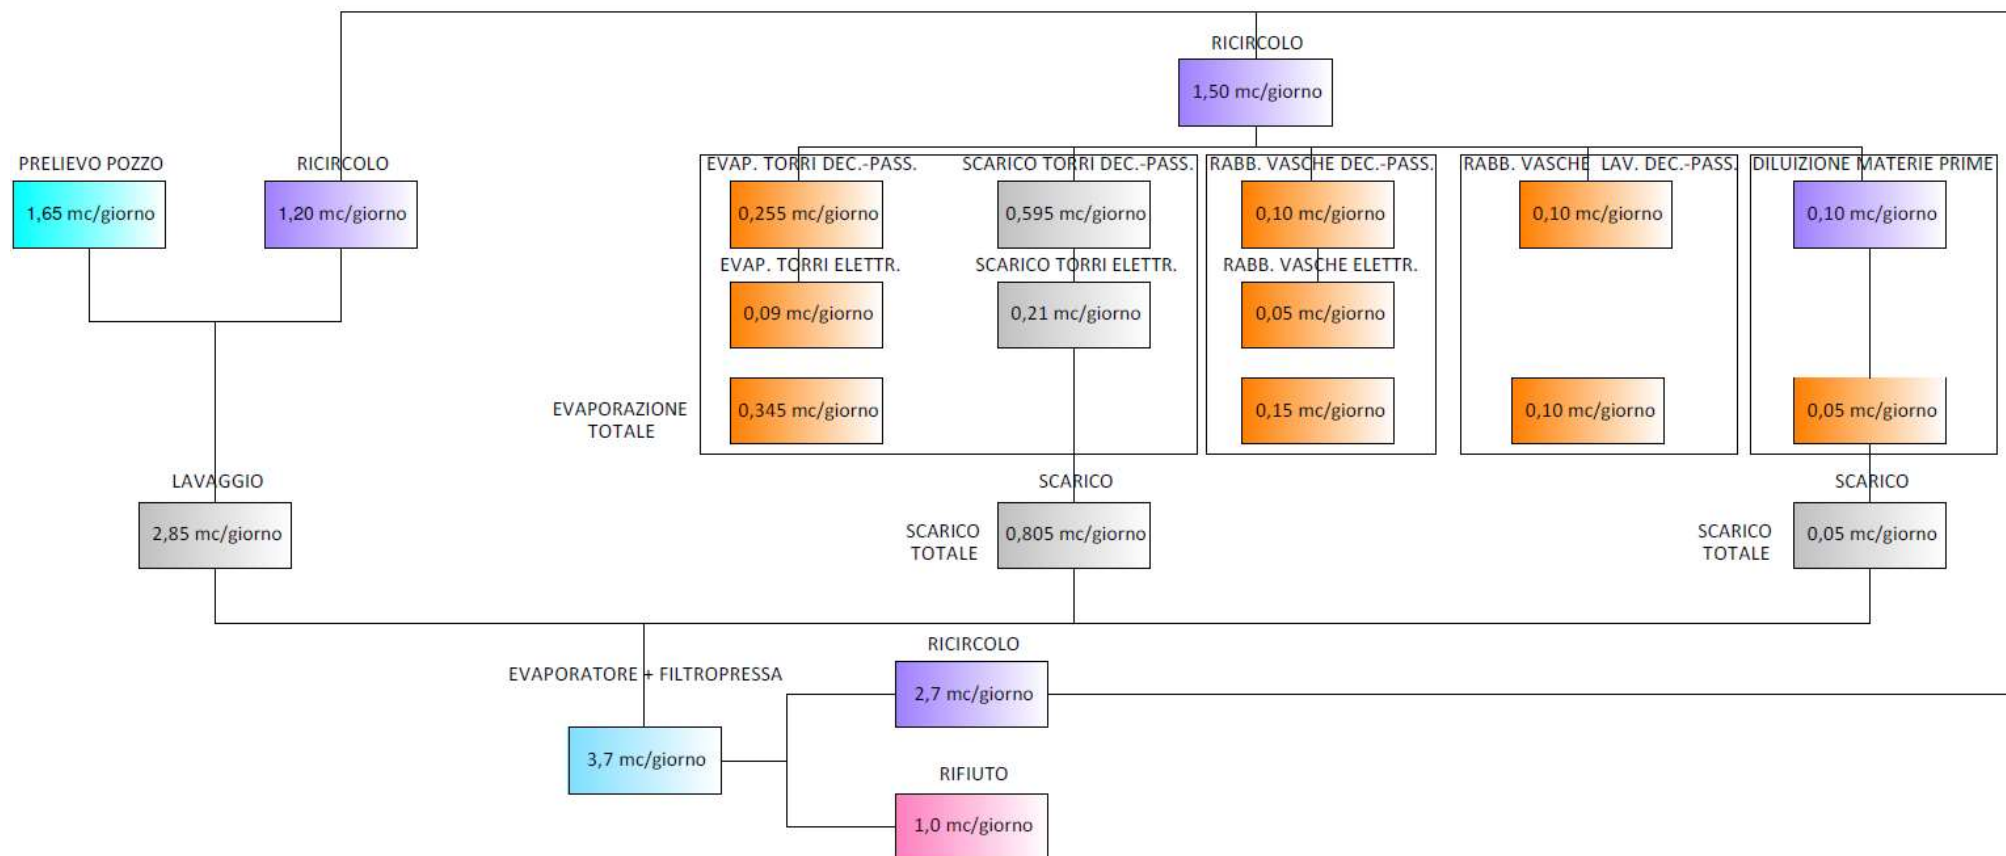 RICIRCOLO
1,50 mc/giorno
PRELIEVO POZZO
RICIRCOLO
EVAP. TORRI DEC.-PASS.
SCARICO TORRI DEC.-PASS.
RABB. VASCHE DEC.-PASS.
RABB. VASCHE LAV. DEC.-PASS.
DILUIZIONE MATERIE PRIME
1,65 mc/giorno
1,20 mc/giorno
0,255 mc/giorno
0,595 mc/giorno
0,10 mc/giorno
0,10 mc/giorno
0,10 mc/giorno
EVAP. TORRI ELETTR.
SCARICO TORRI ELETTR.
RABB. VASCHE ELETTR.
0,09 mc/giorno
0,21 mc/giorno
0,05 mc/giorno
EVAPORAZIONE
TOTALE
0,345 mc/giorno
0,15 mc/giorno
0,10 mc/giorno
0,05 mc/giorno
LAVAGGIO
SCARICO
SCARICO
2,85 mc/giorno
SCARICO
TOTALE
0,805 mc/giorno
SCARICO
TOTALE
0,05 mc/giorno
RICIRCOLO
EVAPORATORE + FILTROPRESSA
2,7 mc/giorno
3,7 mc/giorno
RIFIUTO
1,0 mc/giorno